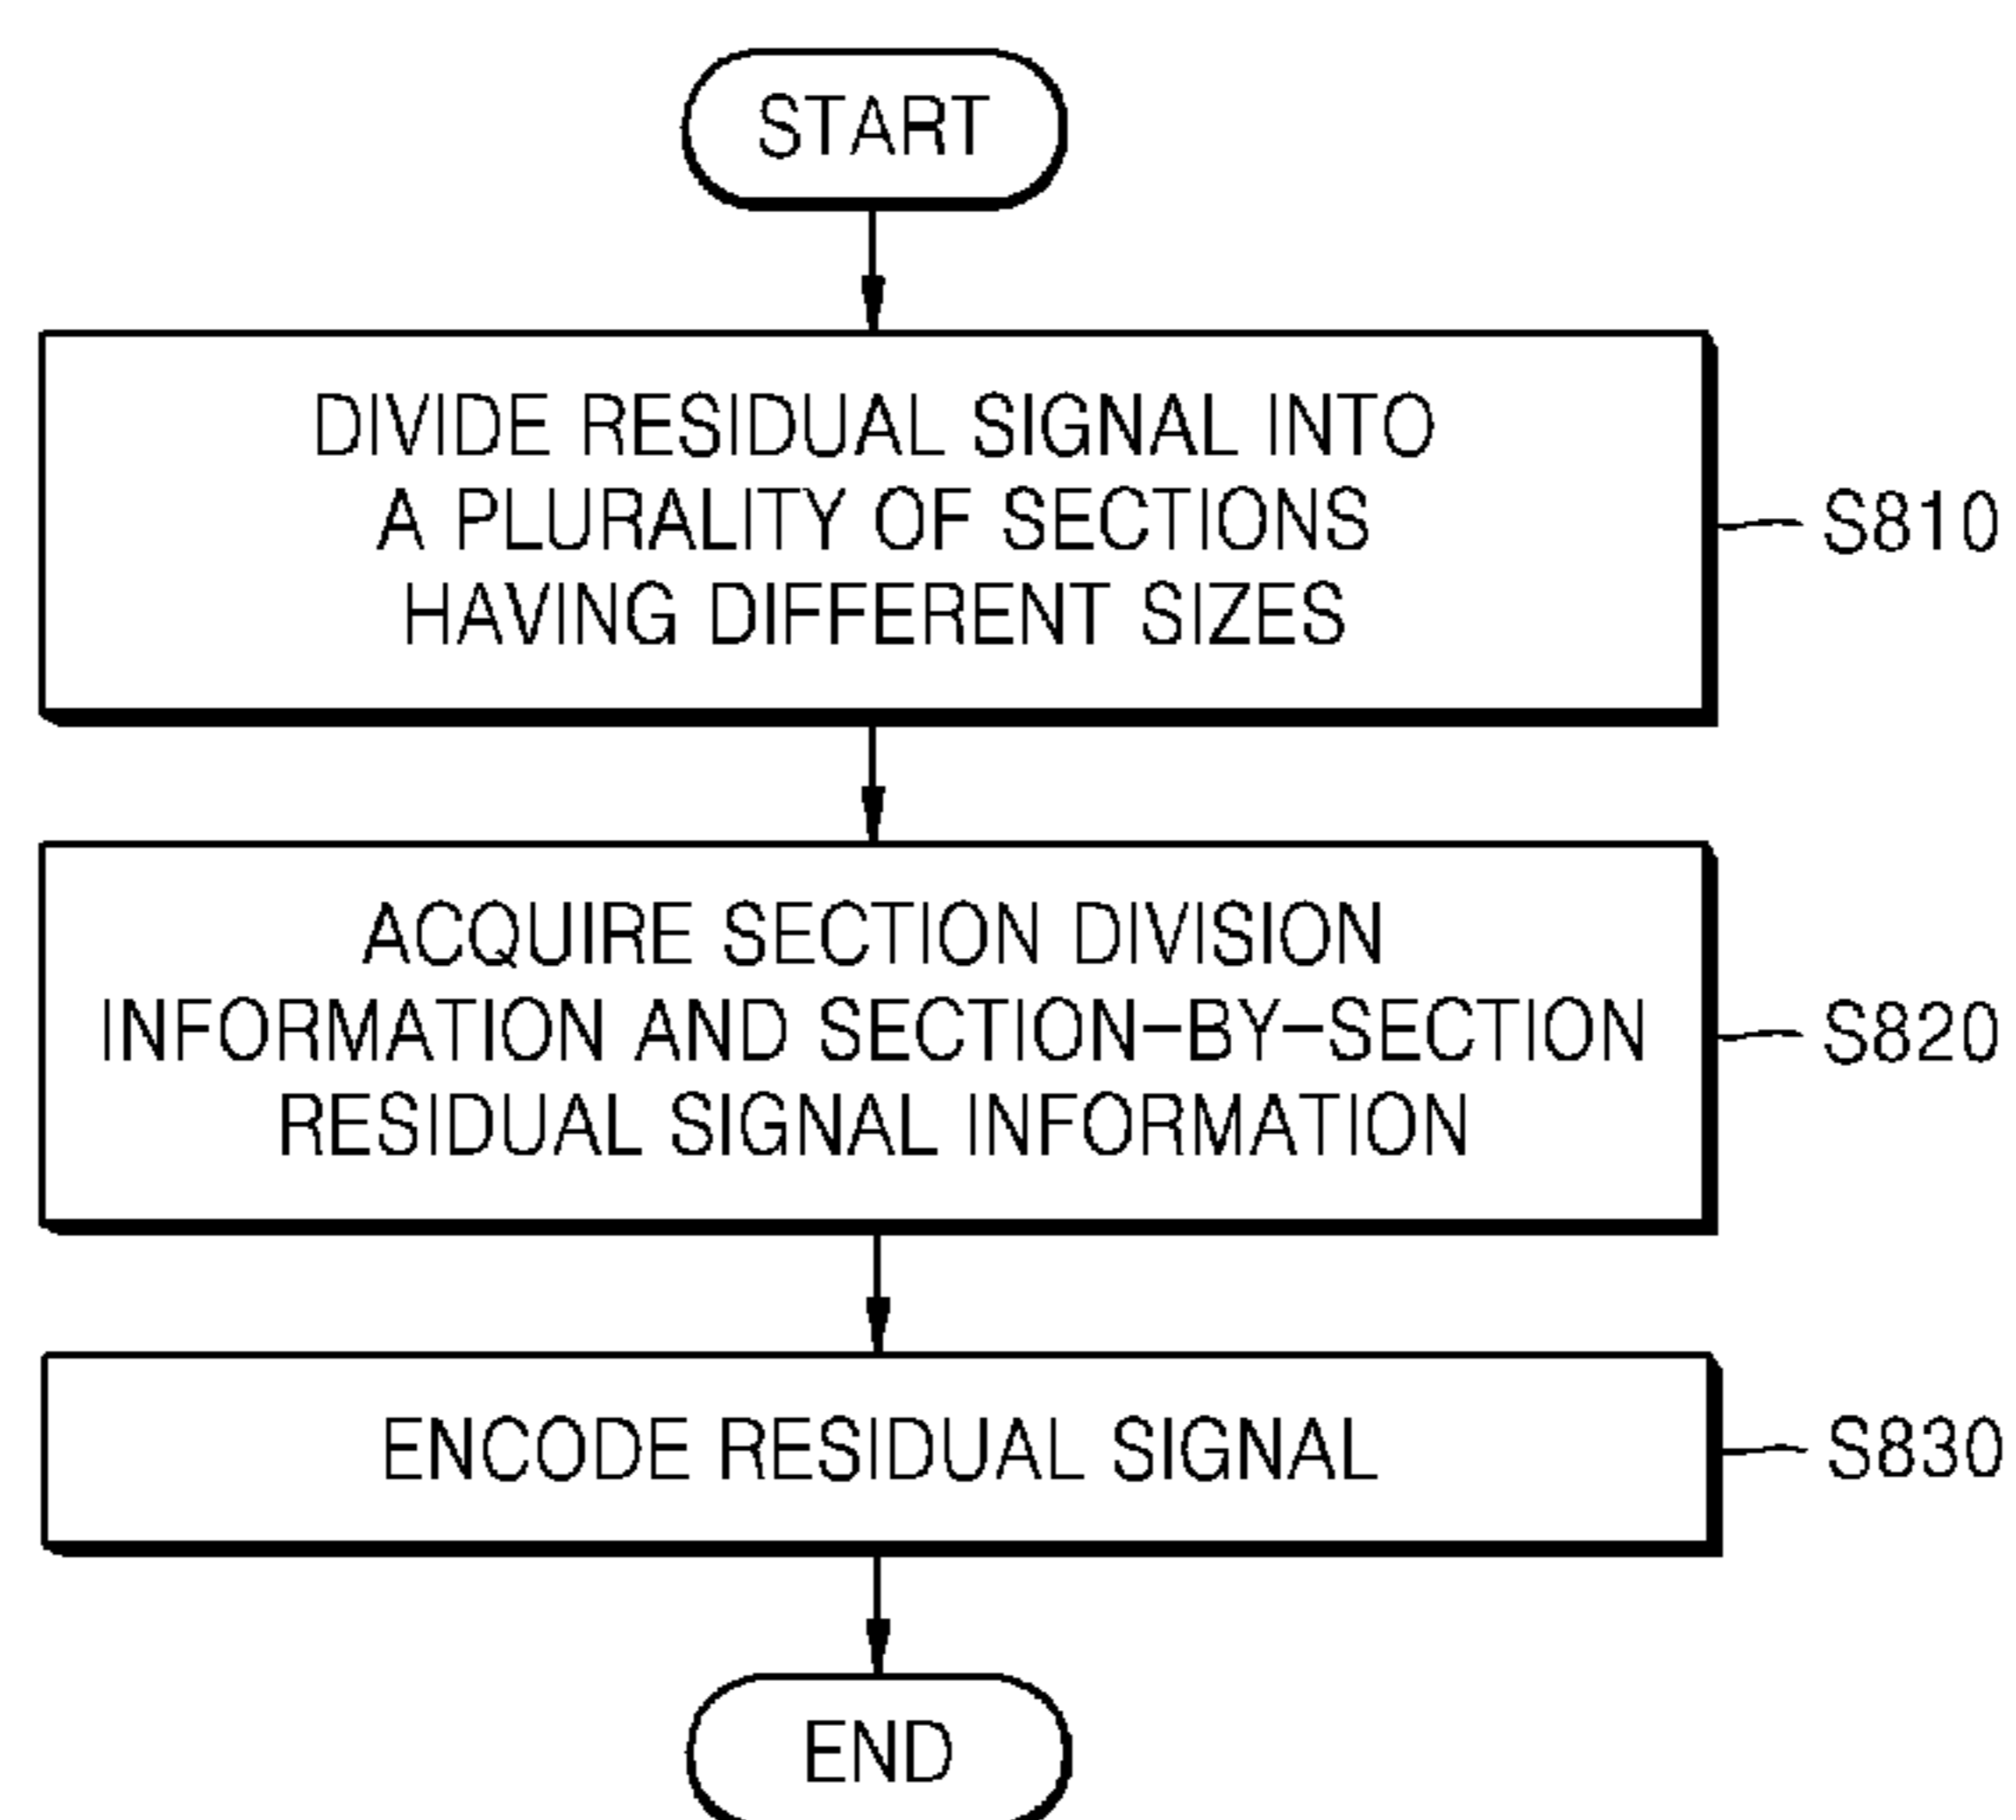 START
DIVIDE RESIDUAL SIGNAL INTO
A PLURALITY OF SECTIONS
HAVING DIFFERENT SIZES
S810
ACQUIRE SECTION DIVISION
INFORMATION AND SECTION-BY-SECTION
RESIDUAL SIGNAL INFORMATION
S820
ENCODE RESIDUAL SIGNAL
S830
END